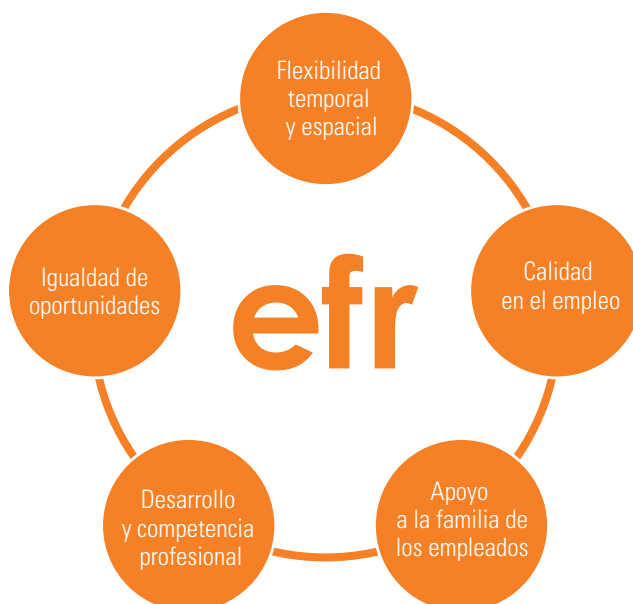 Flexibilidad
temporal
y espacial
Igualdad de
oportunidades
efr
Calidad
en el empleo
Desarrollo
y competencia
profesional
Apoyo
a la familia de
los empleados